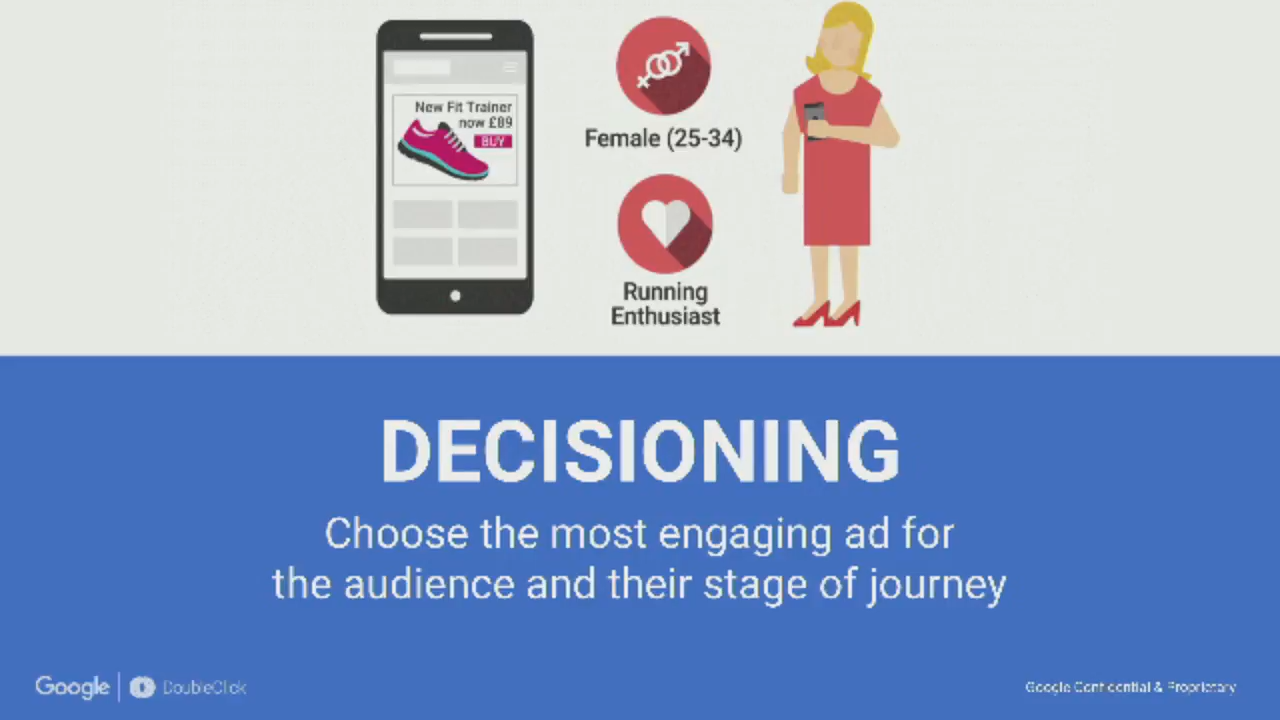 New Fit Trainer
now £89
BUY
Female (25-34)
Running
Enthusiast
DECISIONING
Choose the most engaging ad for
the audience and their stage of journey
Google
DoubleClick
Google Confidential & Proprietary